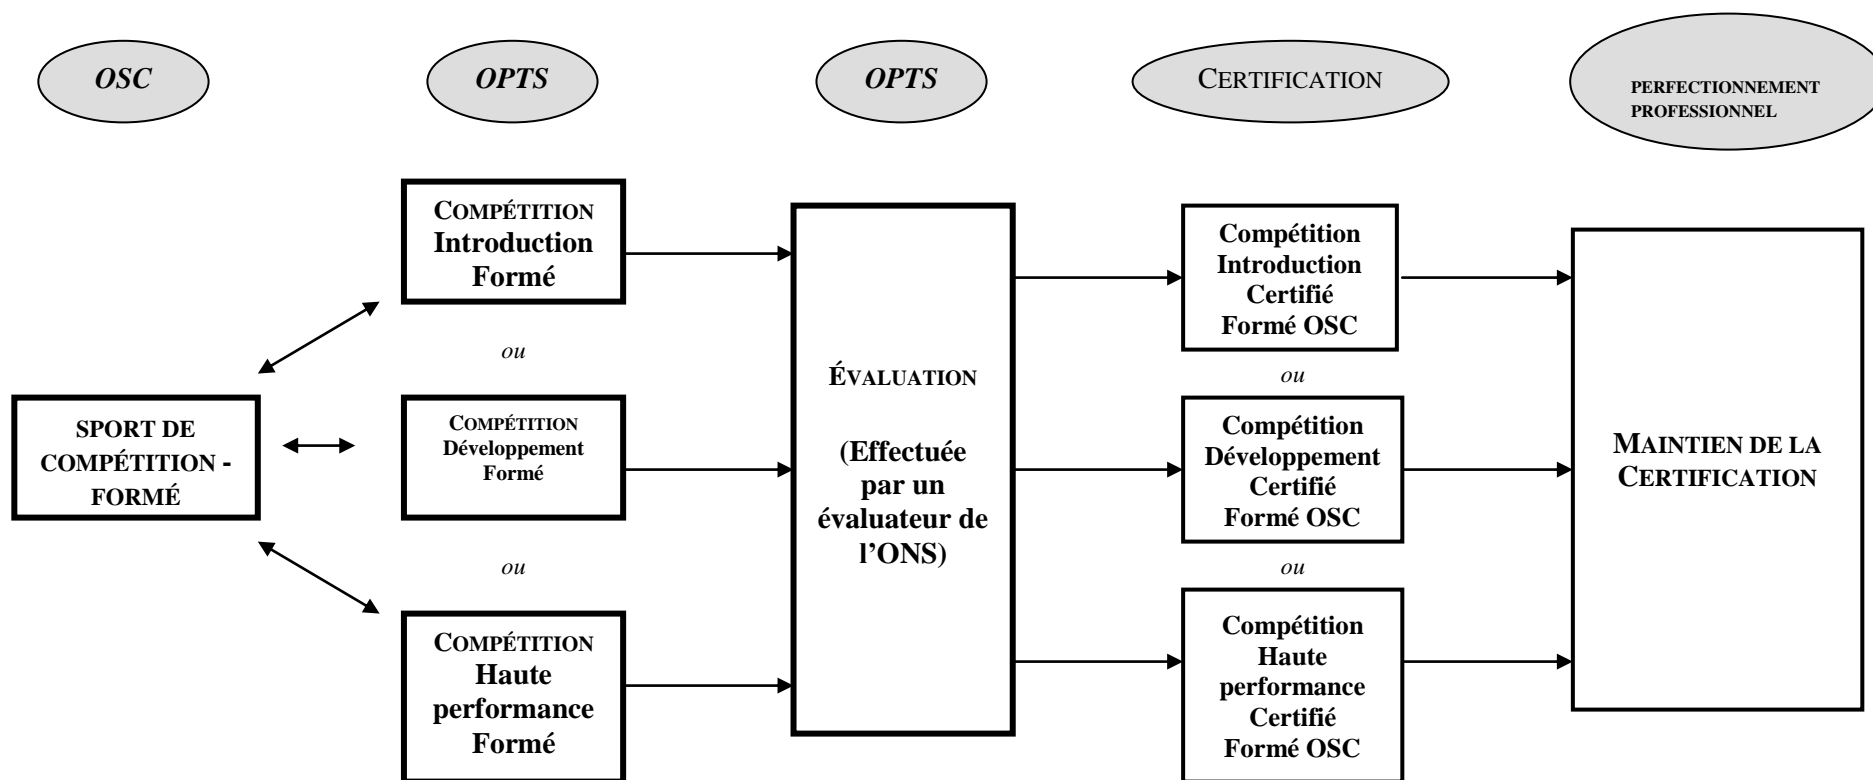 OSC
OPTS
OPTS
CERTIFICATION
PERFECTIONNEMENT
PROFESSIONNEL
SPORT DE
COMPÉTITION -
FORMÉ
COMPÉTITION
Introduction
Formé
ou
COMPÉTITION
Développement
Formé
ou
COMPÉTITION
Haute
performance
Formé
ÉVALUATION
(Effectuée
par un
évaluateur de
l’ONS)
Compétition
Introduction
Certifié
Formé OSC
ou
Compétition
Développement
Certifié
Formé OSC
ou
Compétition
Haute
performance
Certifié
Formé OSC
MAINTIEN DE LA
CERTIFICATION